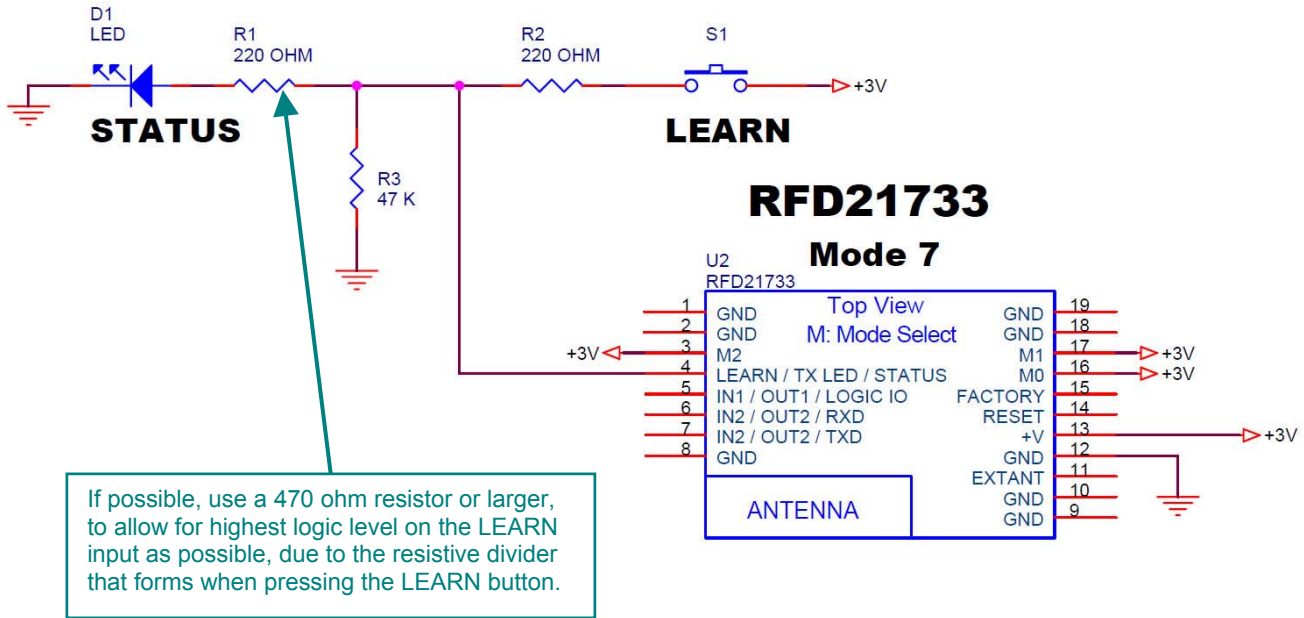 D1
LED
R1
220 OHM
R2
220 OHM
S1
+3V
STATUS
LEARN
R3
47 K
RFD21733
Mode 7
U2
RFD21733
Top View
M: Mode Select
1 GND
2 GND
+3V 3 M2
4 LEARN / TX LED / STATUS
5 IN1 / OUT1 / LOGIC IO
6 IN2 / OUT2 / RXD
7 IN2 / OUT2 / TXD
8 GND
GND 19
GND 18
M1 17 +3V
M0 16 +3V
FACTORY 15
RESET 14
+V 13 +3V
GND 12
EXTANT 11
GND 10
GND 9
ANTENNA
If possible, use a 470 ohm resistor or larger,
to allow for highest logic level on the LEARN
input as possible, due to the resistive divider
that forms when pressing the LEARN button.